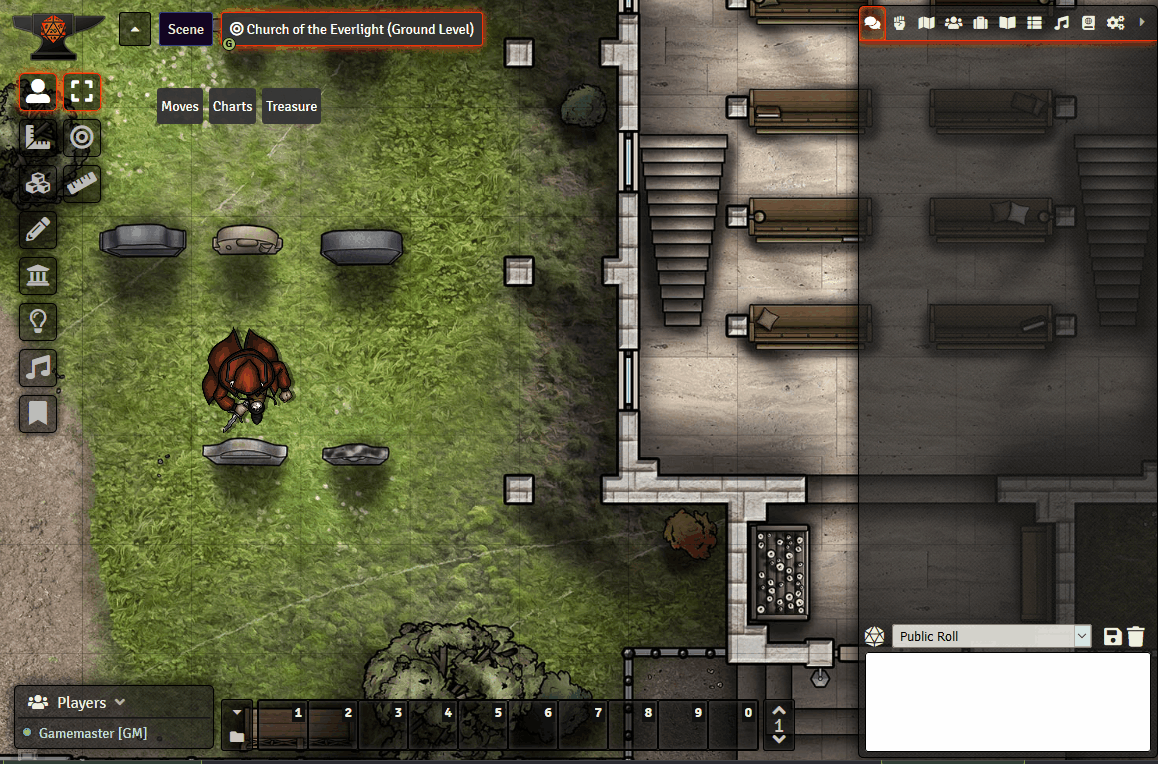 Scene
Church of the Everlight (Ground Level)
G
Moves
Charts
Treasure
Public Roll
Players
Gamemaster [GM]
1
2
3
4
5
6
7
8
9
0
1